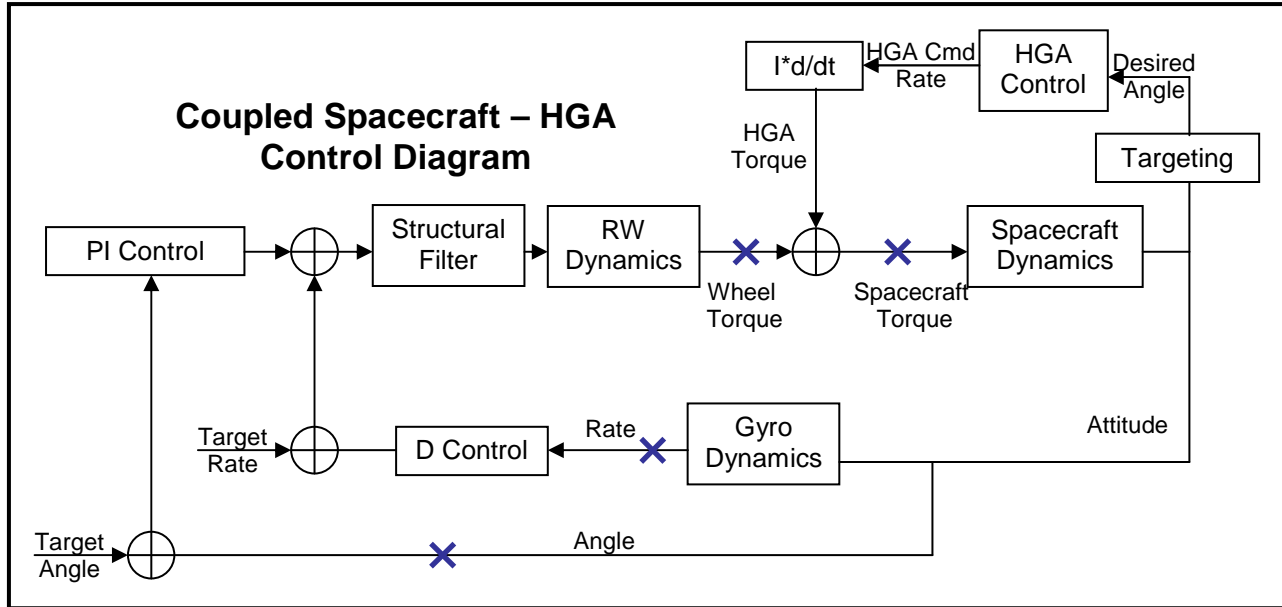 Coupled Spacecraft – HGA
Control Diagram
I*d/dt
HGA Cmd
Rate
HGA
Control
Desired
Angle
HGA
Torque
Targeting
PI Control
Structural
Filter
RW
Dynamics
Wheel
Torque
Spacecraft
Torque
Spacecraft
Dynamics
Target
Rate
D Control
Rate
Gyro
Dynamics
Attitude
Target
Angle
Angle